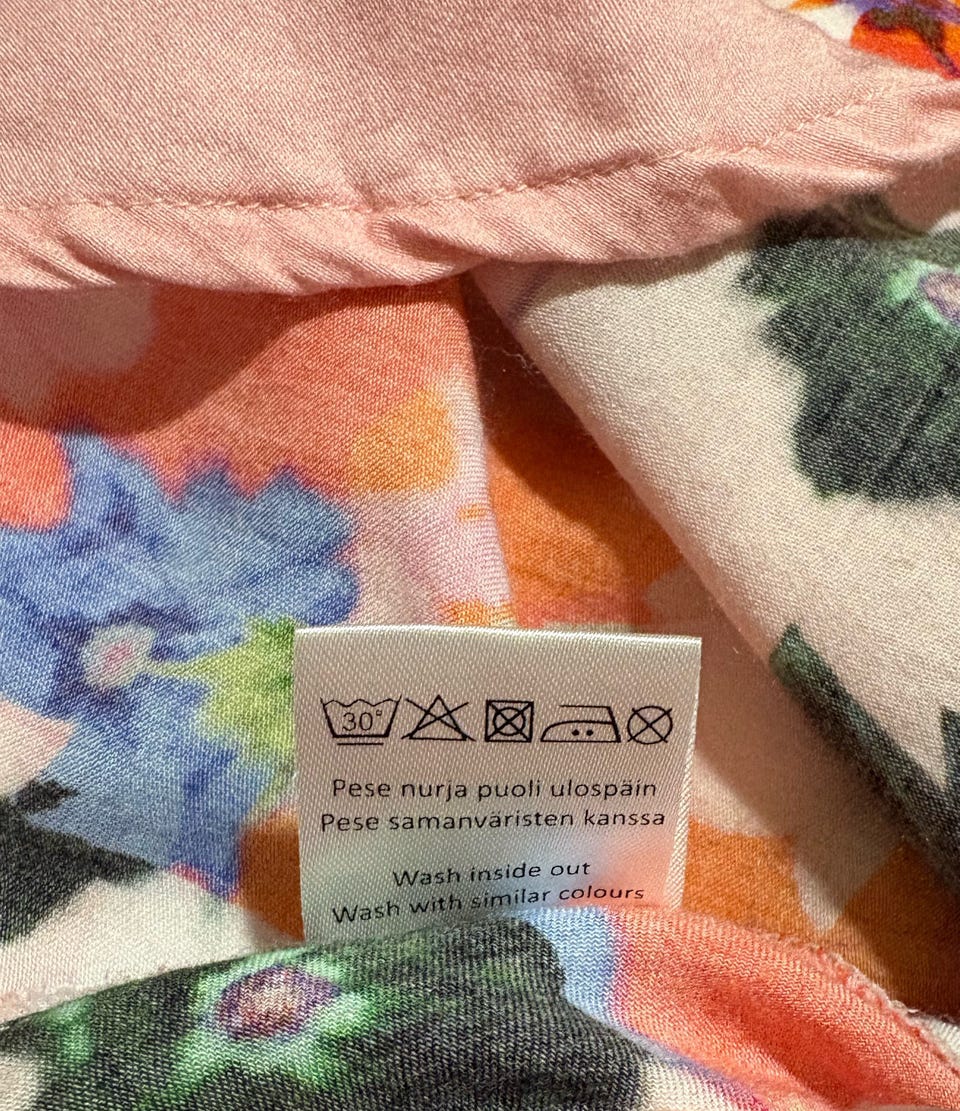 30°
Pese nurja puoli ulospäin
Pese samanväristen kanssa
Wash inside out
Wash with similar colours